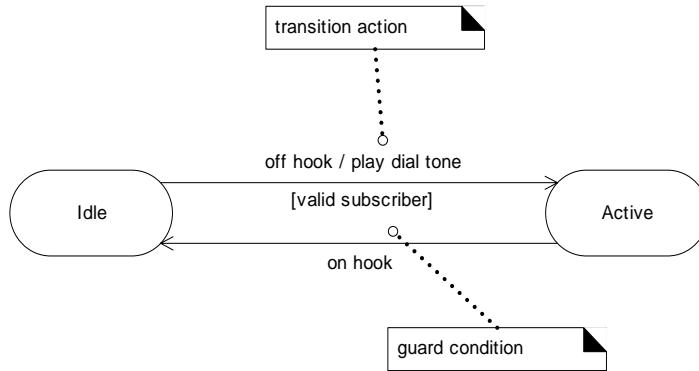 transition action
off hook / play dial tone
Idle
[valid subscriber]
Active
on hook
guard condition